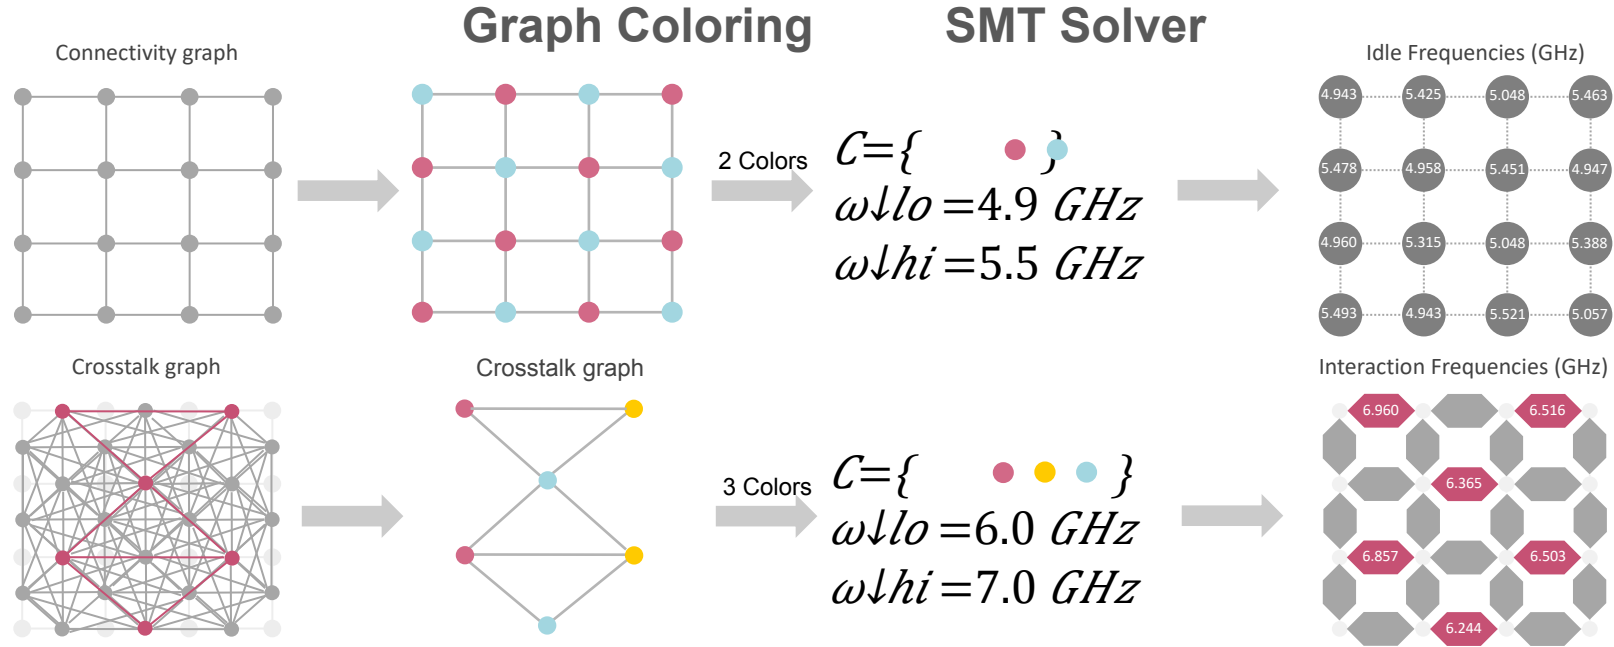 Graph Coloring
SMT Solver
Connectivity graph
Idle Frequencies (GHz)
2 Colors
C={ }
ω↓lo =4.9 GHz
ω↓hi =5.5 GHz
4.943 5.425 5.048 5.463
5.478 4.958 5.451 4.947
4.960 5.315 5.048 5.388
5.493 4.943 5.521 5.057
Crosstalk graph
Crosstalk graph
Interaction Frequencies (GHz)
3 Colors
C={ }
ω↓lo =6.0 GHz
ω↓hi =7.0 GHz
6.960 6.516
6.365
6.857 6.503
6.244